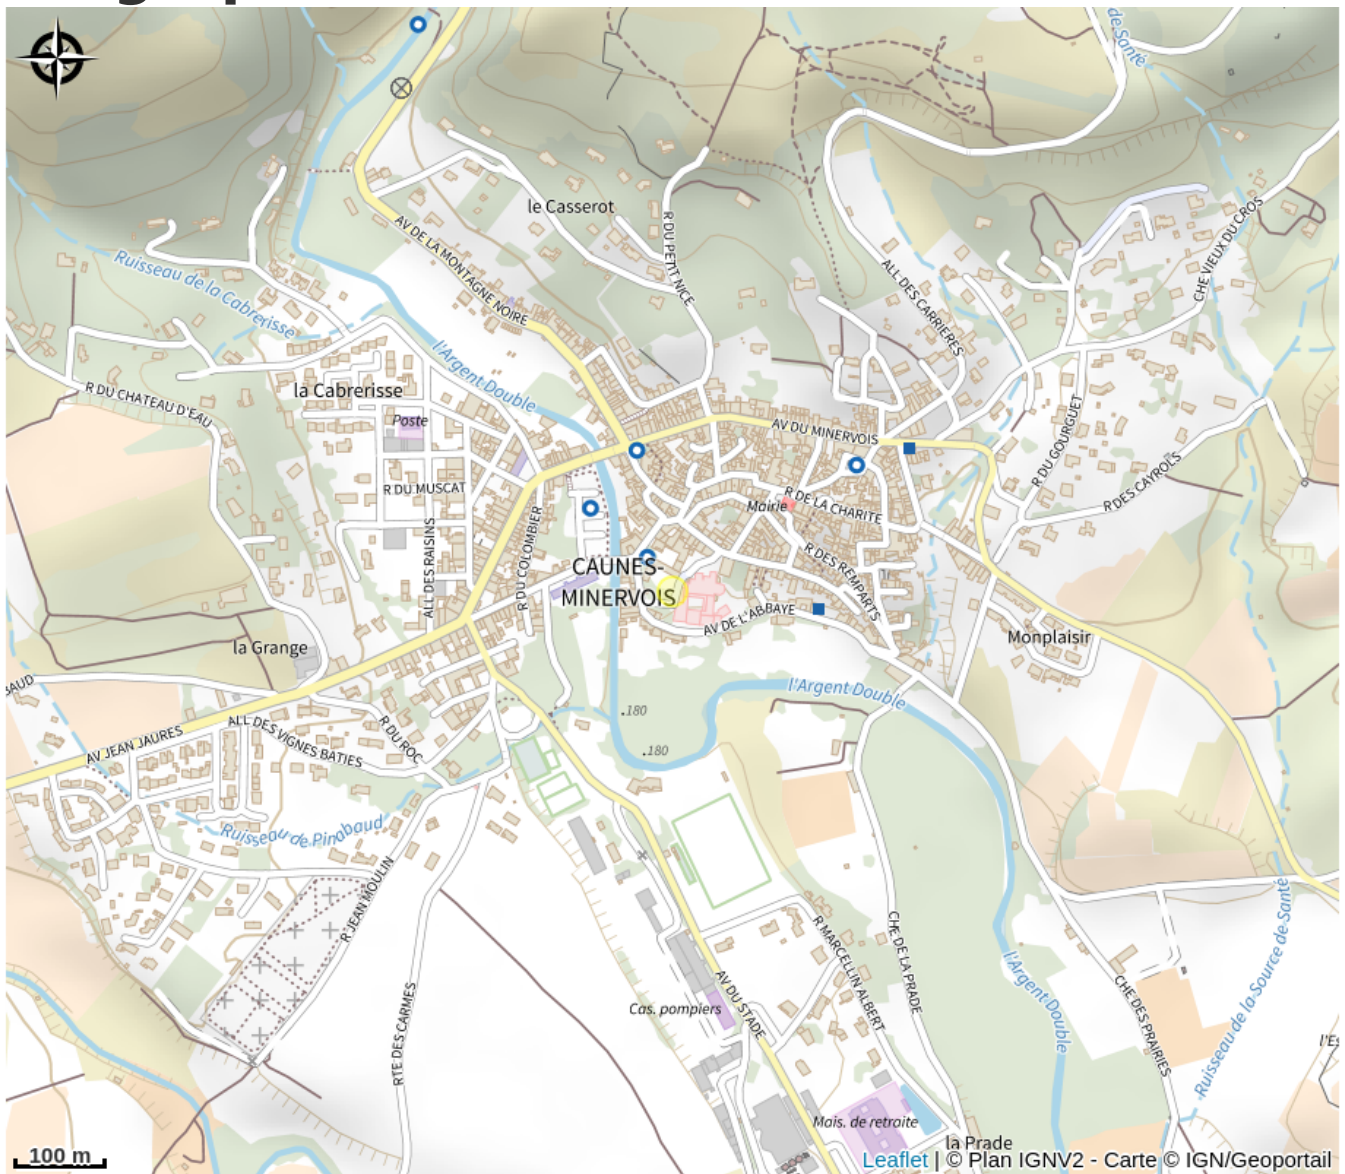 de Santé
le Casserot
R DU PETIT NICE
AV DE LA MONTAGNE NOIRE
CHE VIEUX DU CROS
Ruisseau de la Cabrerisse
ALL DES CARRIERES
l'Argent Double
la Cabrerisse
R DU CHATEAU D'EAU
Poste
AV DU MINERVOIS
R DU GOURGUET
R DES CAYROLS
R DU MUSCAT
R DE LA CHARITE
Mairie
ALL DES RAISINS
R DU COLOMBIER
R DES REMPARTS
CAUNES-
MINERVOIS
AV DE L'ABBAYE
Monplaisir
la Grange
BAUD
l'Argent Double
.180
.180
AV JEAN JAURES
ALL DES VIGNES BATIES
R DU ROC
Ruisseau de Pinabaud
R JEAN MOULIN
R MARCELLIN ALBERT
CHE DE LA PRADE
Ruisseau de la Source de Santé
l'Argent Double
CHE DES PRAIRIES
RTE DES CARMES
Cas. pompiers
AV DU STADE
l'Es
Mais. de retraite
la Prade
100 m
Leaflet | © Plan IGNV2 - Carte © IGN/Geoportail